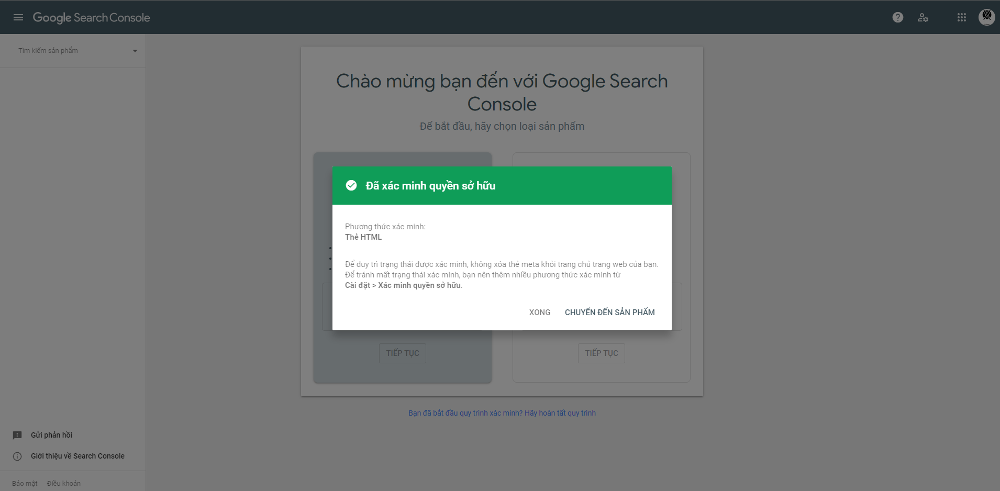 Google Search Console
Tìm kiếm sản phẩm
Chào mừng bạn đến với Google Search
Console
Để bắt đầu, hãy chọn loại sản phẩm
Đã xác minh quyền sở hữu
Phương thức xác minh:
Thẻ HTML
Để duy trì trạng thái được xác minh, không xóa thẻ meta khỏi trang chủ trang web của bạn.
Để tránh mất trạng thái xác minh, bạn nên thêm nhiều phương thức xác minh từ
Cài đặt > Xác minh quyền sở hữu.
XONG
CHUYỂN ĐẾN SẢN PHẨM
TIẾP TỤC
TIẾP TỤC
Bạn đã bắt đầu quy trình xác minh? Hãy hoàn tất quy trình
Gửi phản hồi
Giới thiệu về Search Console
Bảo mật
Điều khoản